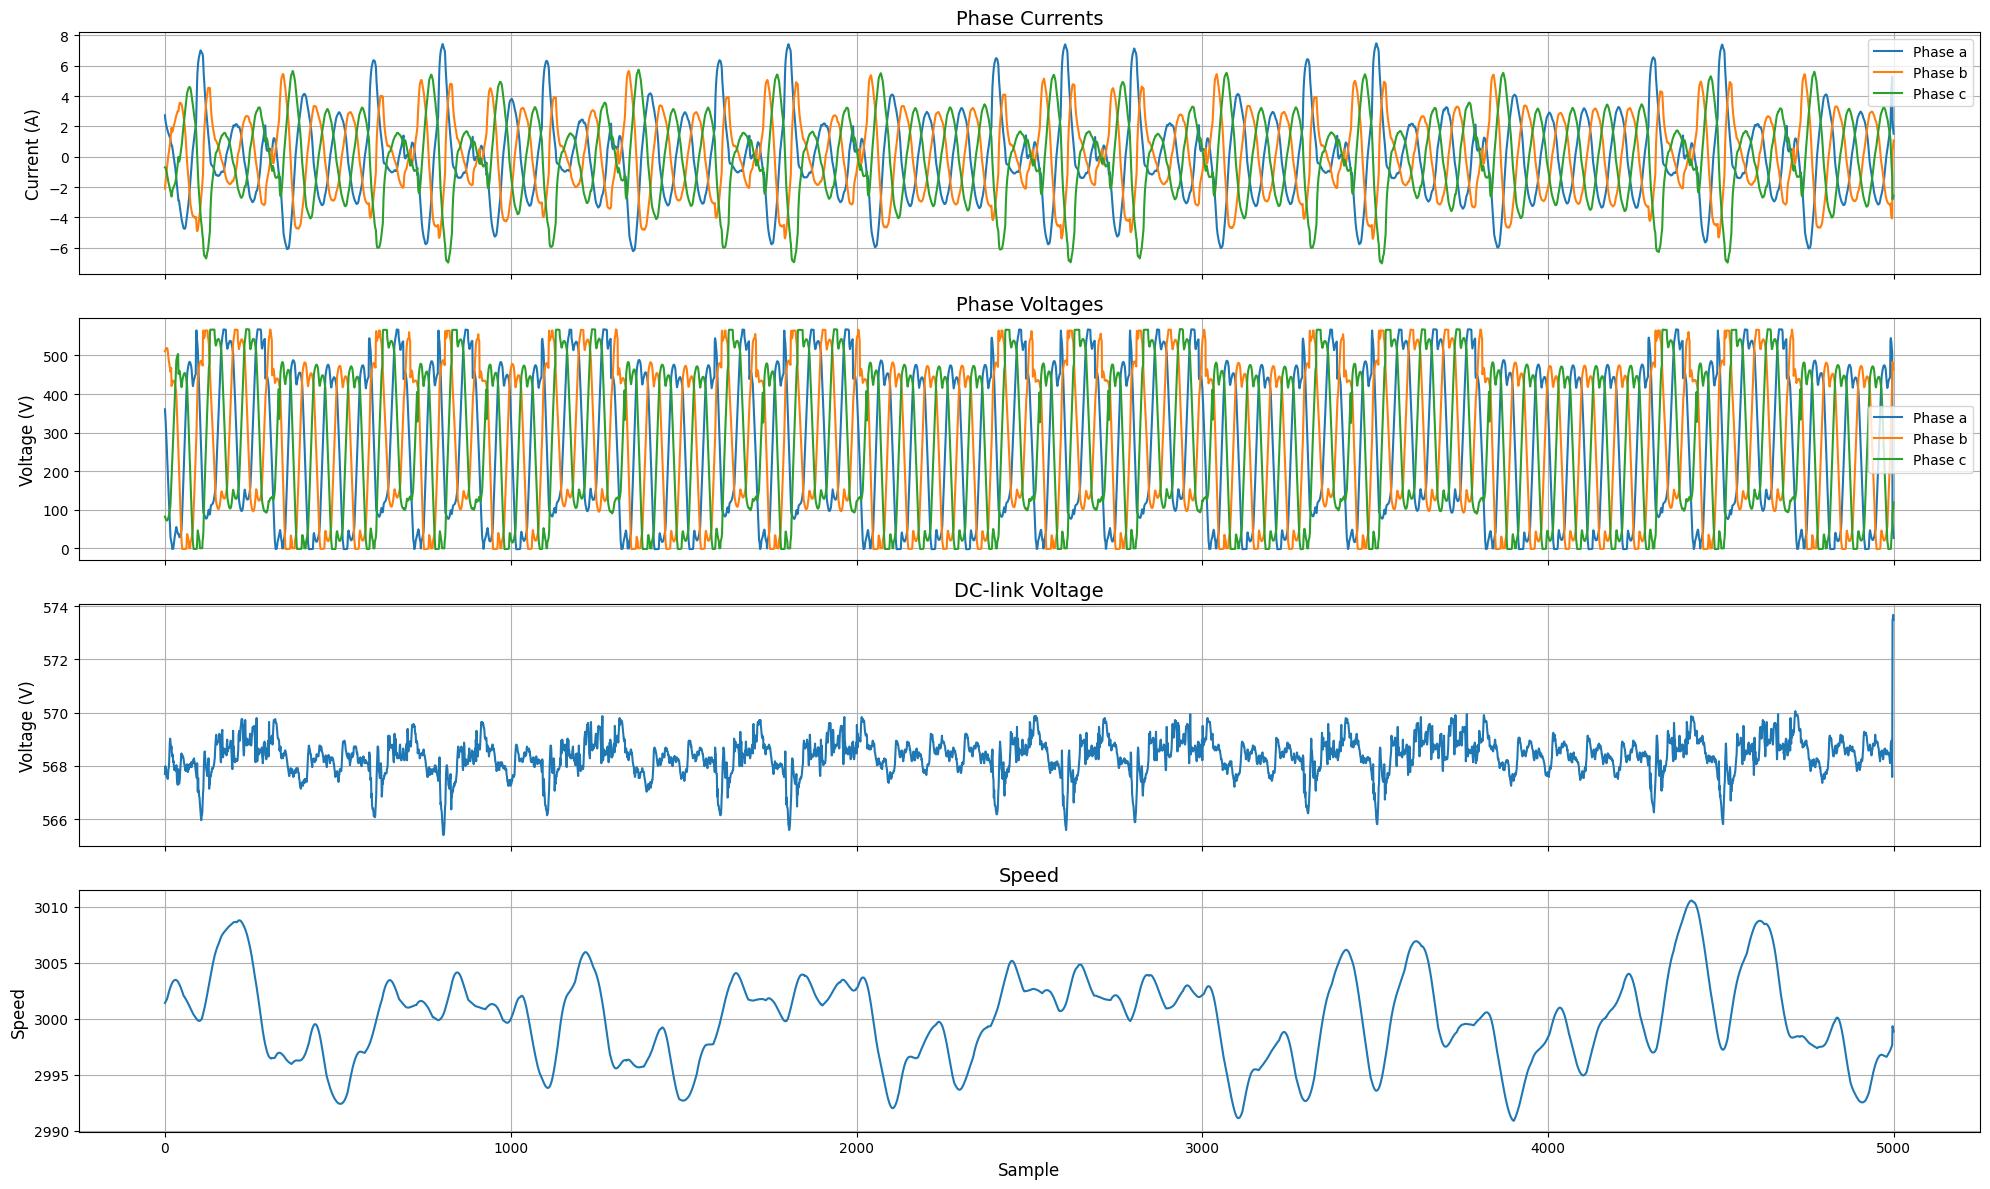 Phase Currents
8
6
4
2
0
−2
−4
−6
Current (A)
Phase a
Phase b
Phase c
Phase Voltages
500
400
300
200
100
0
Voltage (V)
Phase a
Phase b
Phase c
DC-link Voltage
574
572
570
568
566
Voltage (V)
Speed
3010
3005
3000
2995
2990
Speed
0 1000 2000 3000 4000 5000
Sample